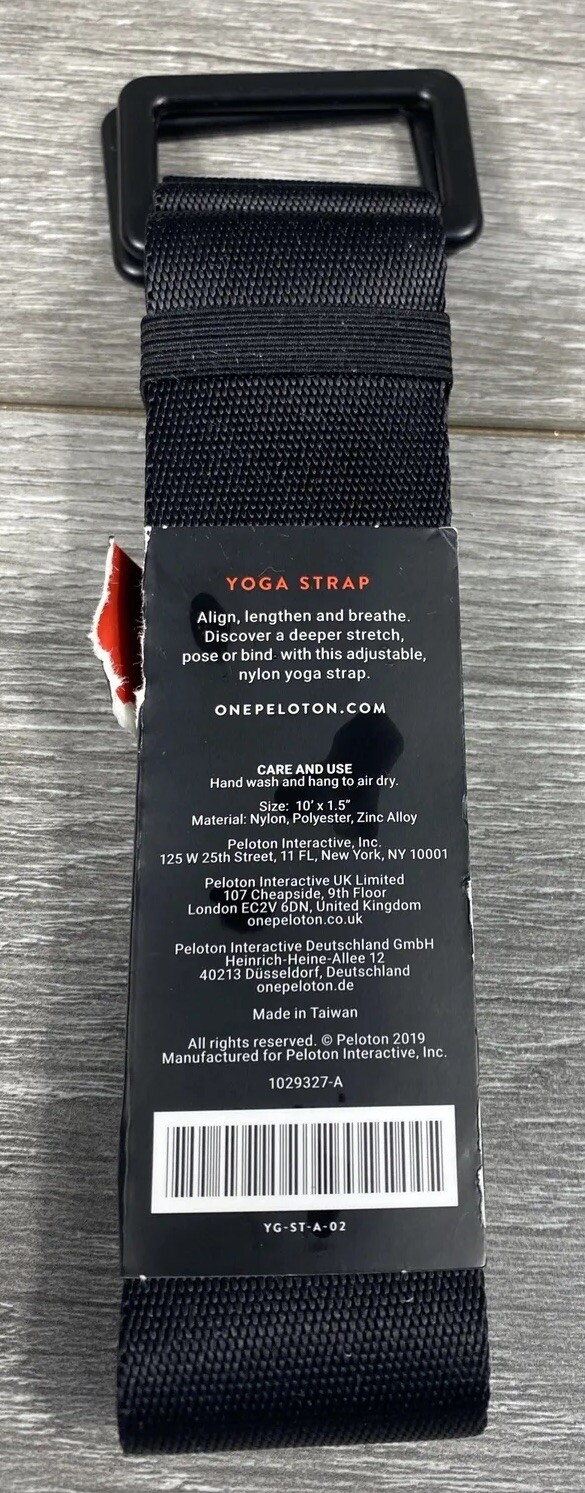 YOGA STRAP
Align, lengthen and breathe.
Discover a deeper stretch,
pose or bind with this adjustable,
nylon yoga strap.
ONEPELOTON.COM
CARE AND USE
Hand wash and hang to air dry.
Size: 10' x 1.5"
Material: Nylon, Polyester, Zinc Alloy
Peloton Interactive, Inc.
125 W 25th Street, 11 FL, New York, NY 10001
Peloton Interactive UK Limited
107 Cheapside, 9th Floor
London EC2V 6DN, United Kingdom
onepeloton.co.uk
Peloton Interactive Deutschland GmbH
Heinrich-Heine-Allee 12
40213 Düsseldorf, Deutschland
onepeloton.de
Made in Taiwan
All rights reserved. © Peloton 2019
Manufactured for Peloton Interactive, Inc.
1029327-A
YG-ST-A-02